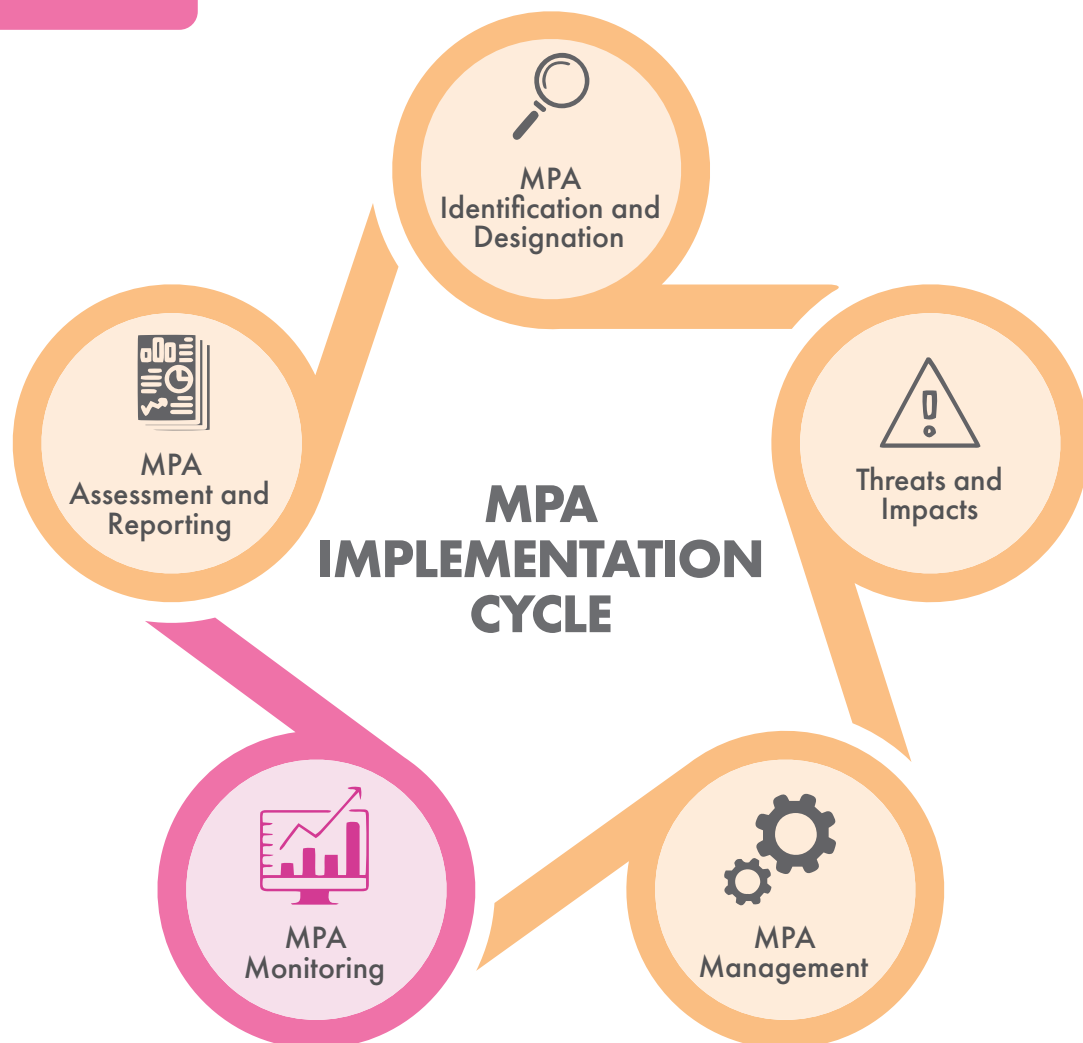 MPA
Identification and
Designation
Threats and
Impacts
MPA
Management
MPA
Monitoring
MPA
Assessment and
Reporting
MPA
IMPLEMENTATION
CYCLE